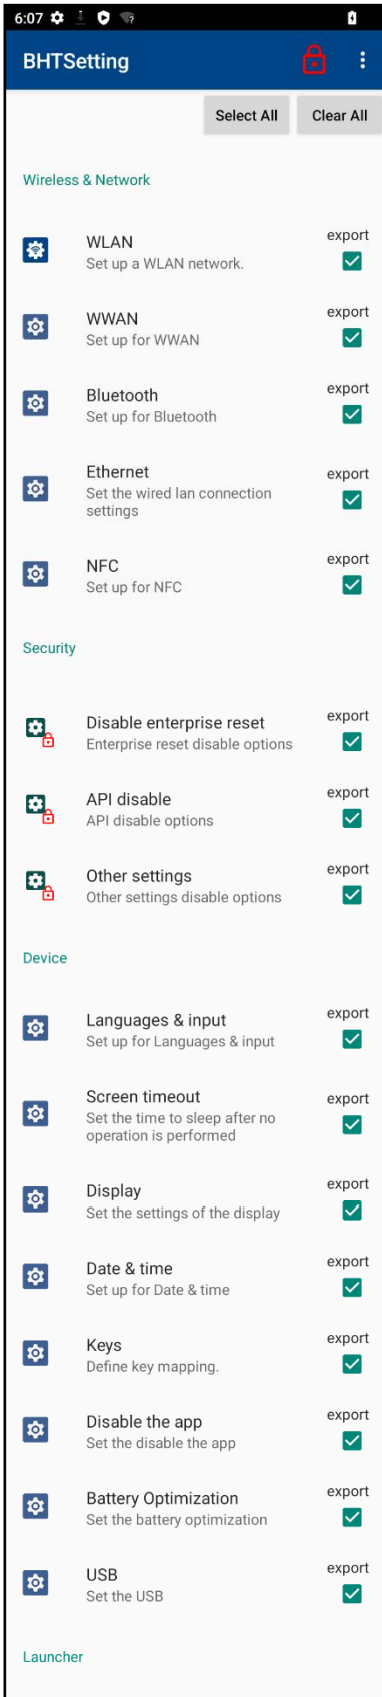 6:07
BHTSetting
Select All
Clear All
Wireless & Network
export
WLAN
Set up a WLAN network.
export
WWAN
Set up for WWAN
export
Bluetooth
Set up for Bluetooth
export
Ethernet
Set the wired lan connection
settings
export
NFC
Set up for NFC
Security
export
Disable enterprise reset
Enterprise reset disable options
export
API disable
API disable options
export
Other settings
Other settings disable options
Device
export
Languages & input
Set up for Languages & input
export
Screen timeout
Set the time to sleep after no
operation is performed
export
Display
Set the settings of the display
export
Date & time
Set up for Date & time
export
Keys
Define key mapping.
export
Disable the app
Set the disable the app
export
Battery Optimization
Set the battery optimization
export
USB
Set the USB
Launcher